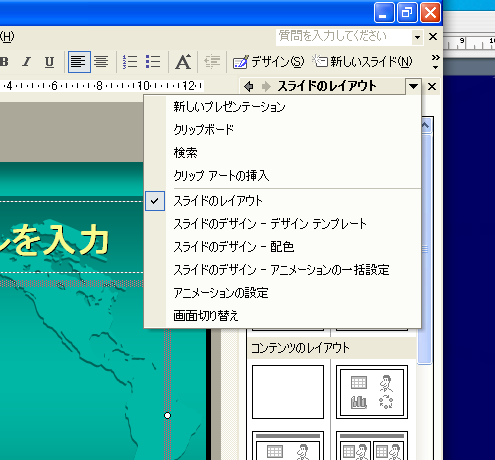 (H)
質問を入力してください
B I U
デザイン(S) 新しいスライド(N)
9 10
4 6 8 10 12
スライドのレイアウト
新しいプレゼンテーション
クリップボード
検索
クリップ アートの挿入
スライドのレイアウト
スライドのデザイン - デザイン テンプレート
スライドのデザイン - 配色
スライドのデザイン - アニメーションの一括設定
アニメーションの設定
画面切り替え
ルを入力
コンテンツのレイアウト